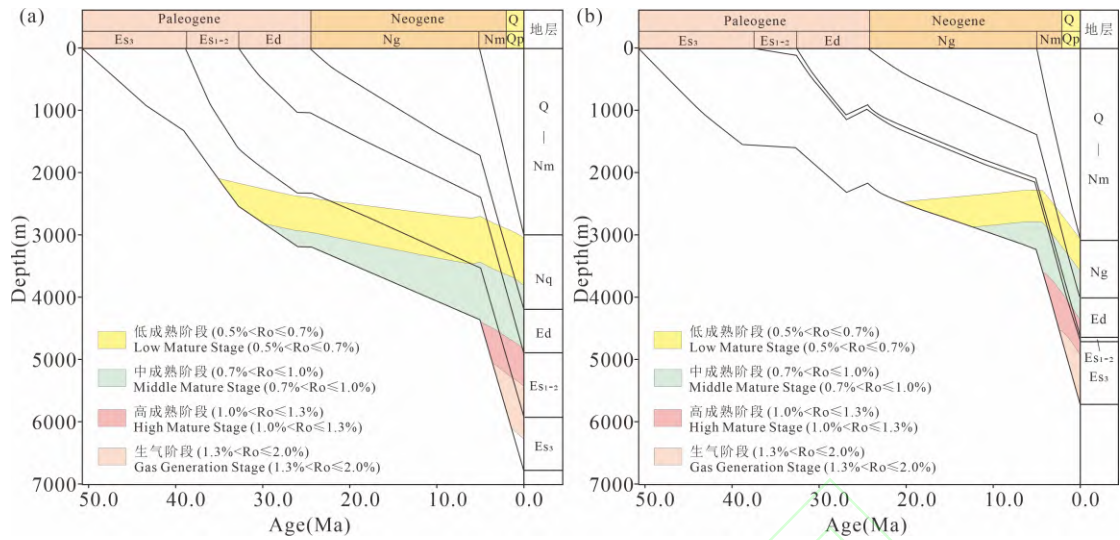 (a)
Paleogene Neogene Q 地层
Es3 Es1-2 Ed Ng Nm Qp
0
1000
2000
3000
4000
5000
6000
7000
Depth(m)
50.0 40.0 30.0 20.0 10.0 0.0
Age(Ma)
Q
|
Nm
Nq
Ed
Es1-2
Es3
低成熟阶段 (0.5%<Ro≤0.7%)
Low Mature Stage (0.5%<Ro≤0.7%)
中成熟阶段 (0.7%<Ro≤1.0%)
Middle Mature Stage (0.7%<Ro≤1.0%)
高成熟阶段 (1.0%<Ro≤1.3%)
High Mature Stage (1.0%<Ro≤1.3%)
生气阶段 (1.3%<Ro≤2.0%)
Gas Generation Stage (1.3%<Ro≤2.0%)
(b)
Paleogene Neogene Q 地层
Es3 Es1-2 Ed Ng Nm Qp
0
1000
2000
3000
4000
5000
6000
7000
Depth(m)
50.0 40.0 30.0 20.0 10.0 0.0
Age(Ma)
Q
|
Nm
Ng
Ed
Es1-2
Es3
低成熟阶段 (0.5%<Ro≤0.7%)
Low Mature Stage (0.5%<Ro≤0.7%)
中成熟阶段 (0.7%<Ro≤1.0%)
Middle Mature Stage (0.7%<Ro≤1.0%)
高成熟阶段 (1.0%<Ro≤1.3%)
High Mature Stage (1.0%<Ro≤1.3%)
生气阶段 (1.3%<Ro≤2.0%)
Gas Generation Stage (1.3%<Ro≤2.0%)